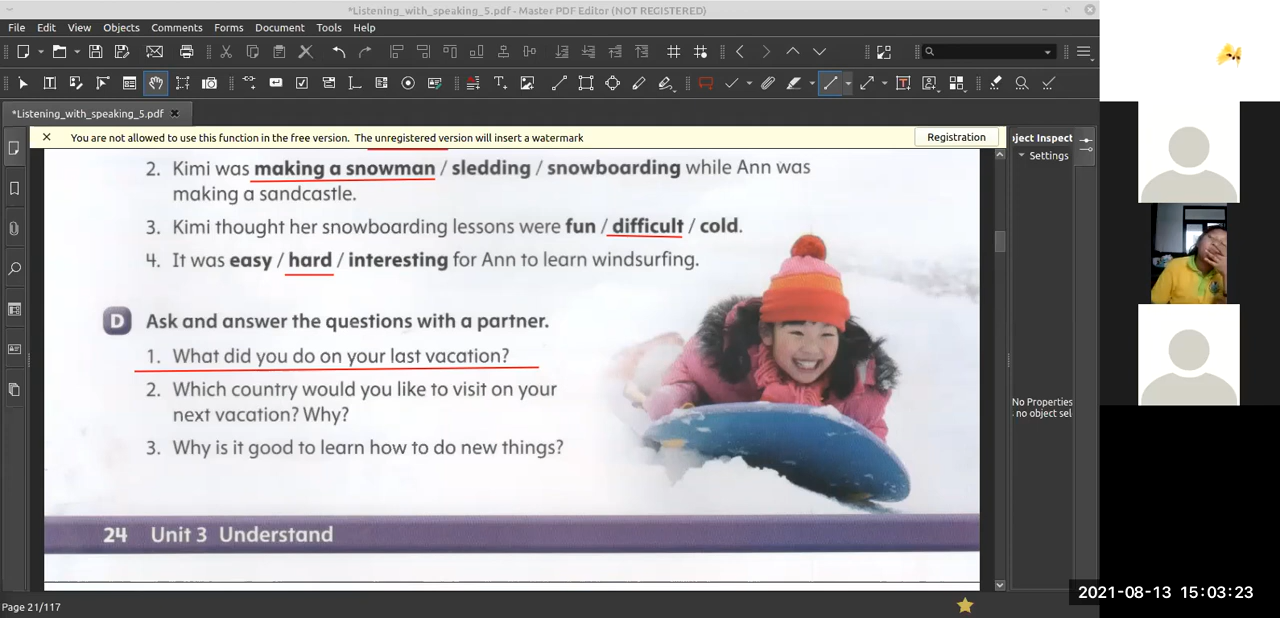 *Listening_with_speaking_5.pdf - Master PDF Editor (NOT REGISTERED)
File Edit View Objects Comments Forms Document Tools Help
*Listening_with_speaking_5.pdf
You are not allowed to use this function in the free version. The unregistered version will insert a watermark
Registration
ject Inspect
Settings
2. Kimi was making a snowman / sledding / snowboarding while Ann was
making a sandcastle.
3. Kimi thought her snowboarding lessons were fun / difficult / cold.
4. It was easy / hard / interesting for Ann to learn windsurfing.
D Ask and answer the questions with a partner.
1. What did you do on your last vacation?
2. Which country would you like to visit on your
next vacation? Why?
3. Why is it good to learn how to do new things?
No Properties
no object sel
24 Unit 3 Understand
Page 21/117
2021-08-13 15:03:23